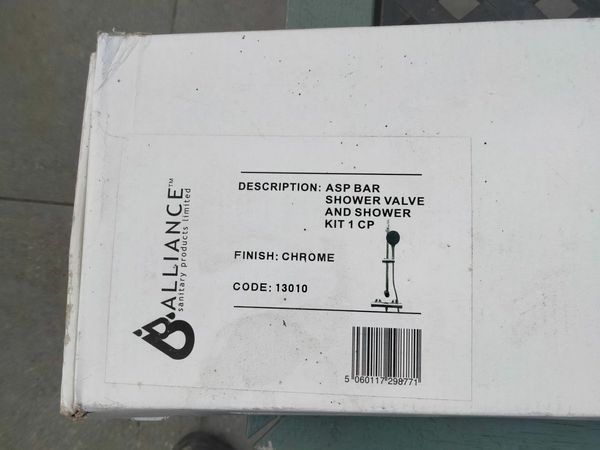 ALLIANCE™
sanitary products limited
DESCRIPTION: ASP BAR
SHOWER VALVE
AND SHOWER
KIT 1 CP
FINISH: CHROME
CODE: 13010
5 060117 298771